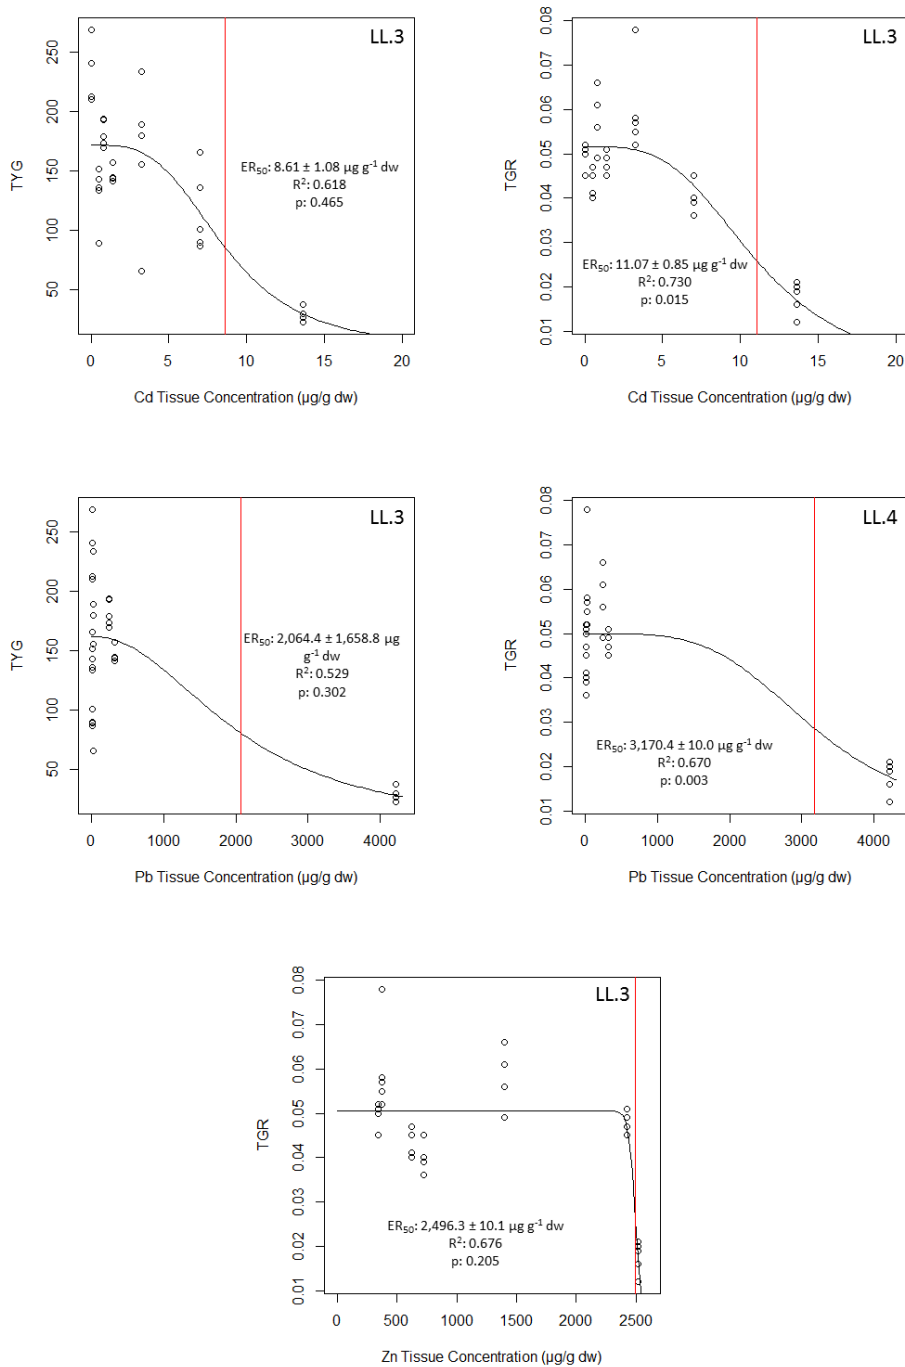 LL.3
TYG
50
100
150
200
250
ER50: 8.61 ± 1.08 µg g-1 dw
R2: 0.618
p: 0.465
0 5 10 15 20
Cd Tissue Concentration (µg/g dw)
LL.3
TGR
0.01 0.02 0.03 0.04 0.05 0.06 0.07 0.08
ER50: 11.07 ± 0.85 µg g-1 dw
R2: 0.730
p: 0.015
0 5 10 15 20
Cd Tissue Concentration (µg/g dw)
LL.3
TYG
50
100
150
200
250
ER50: 2,064.4 ± 1,658.8 µg
g-1 dw
R2: 0.529
p: 0.302
0 1000 2000 3000 4000
Pb Tissue Concentration (µg/g dw)
LL.4
TGR
0.01 0.02 0.03 0.04 0.05 0.06 0.07 0.08
ER50: 3,170.4 ± 10.0 µg g-1 dw
R2: 0.670
p: 0.003
0 1000 2000 3000 4000
Pb Tissue Concentration (µg/g dw)
LL.3
TGR
0.01 0.02 0.03 0.04 0.05 0.06 0.07 0.08
ER50: 2,496.3 ± 10.1 µg g-1 dw
R2: 0.676
p: 0.205
0 500 1000 1500 2000 2500
Zn Tissue Concentration (µg/g dw)